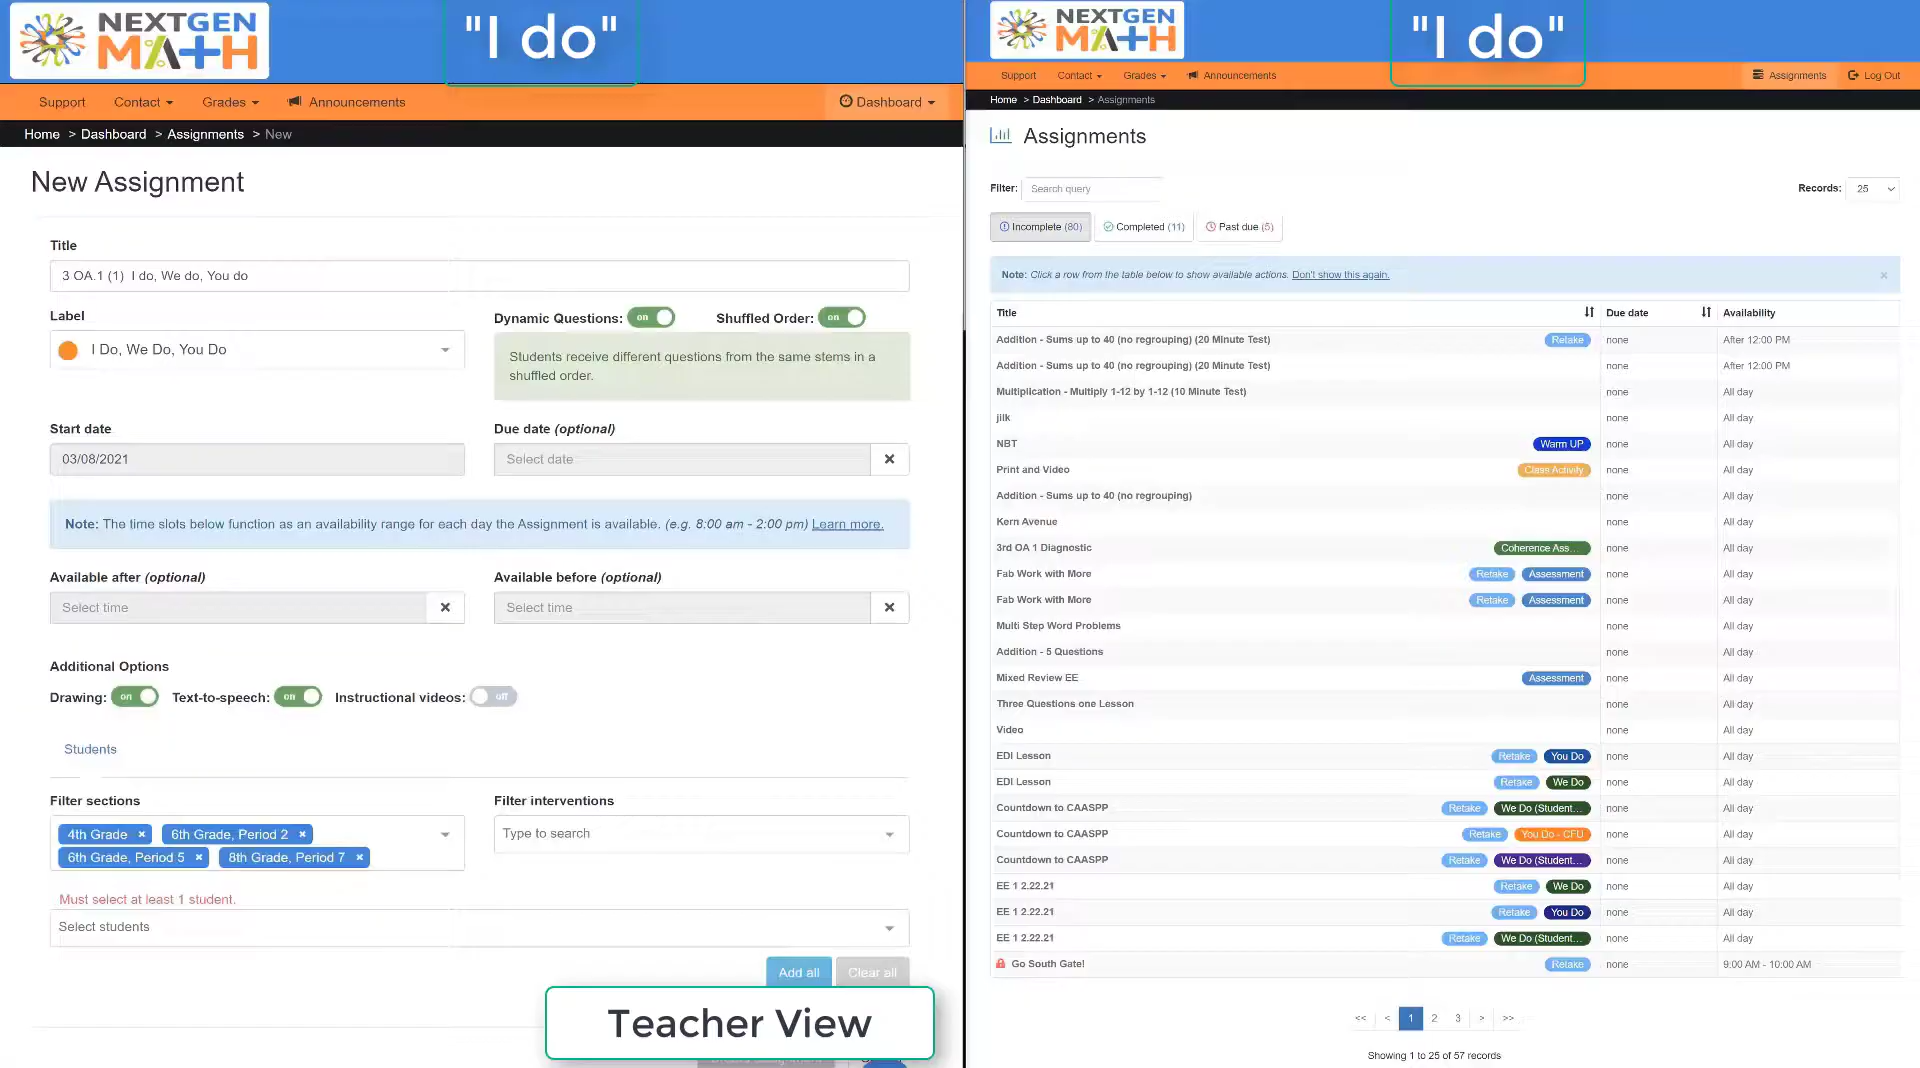 NEXTGEN
MATH
"I do"
Support Contact Grades Announcements Dashboard
Home > Dashboard > Assignments > New
New Assignment
Title
3 OA.1 (1) I do, We do, You do
Label
I Do, We Do, You Do
Dynamic Questions: on Shuffled Order: on
Students receive different questions from the same stems in a
shuffled order.
Start date
03/08/2021
Due date (optional)
Select date
Note: The time slots below function as an availability range for each day the Assignment is available. (e.g. 8:00 am - 2:00 pm) Learn more.
Available after (optional)
Select time
Available before (optional)
Select time
Additional Options
Drawing: on Text-to-speech: on Instructional videos: off
Students
Filter sections
4th Grade × 6th Grade, Period 2 ×
6th Grade, Period 5 × 8th Grade, Period 7 ×
Filter interventions
Type to search
Must select at least 1 student.
Select students
Add all Clear all
Teacher View
NEXTGEN
MATH
"I do"
Support Contact Grades Announcements Assignments Log Out
Home > Dashboard > Assignments
Assignments
Filter: Search query Records: 25
Incomplete (80) Completed (11) Past due (5)
Note: Click a row from the table below to show available actions. Don't show this again. ×
Title Due date Availability
Addition - Sums up to 40 (no regrouping) (20 Minute Test) Retake none After 12:00 PM
Addition - Sums up to 40 (no regrouping) (20 Minute Test) none After 12:00 PM
Multiplication - Multiply 1-12 by 1-12 (10 Minute Test) none All day
jilk none All day
NBT Warm UP none All day
Print and Video Class Activity none All day
Addition - Sums up to 40 (no regrouping) none All day
Kern Avenue none All day
3rd OA 1 Diagnostic Coherence Ass... none All day
Fab Work with More Retake Assessment none All day
Fab Work with More Retake Assessment none All day
Multi Step Word Problems none All day
Addition - 5 Questions none All day
Mixed Review EE Assessment none All day
Three Questions one Lesson none All day
Video none All day
EDI Lesson Retake You Do none All day
EDI Lesson Retake We Do none All day
Countdown to CAASPP Retake We Do (Student... none All day
Countdown to CAASPP Retake You Do - CFU none All day
Countdown to CAASPP Retake We Do (Student... none All day
EE 1 2.22.21 Retake We Do none All day
EE 1 2.22.21 Retake You Do none All day
EE 1 2.22.21 Retake We Do (Student... none All day
Go South Gate! Retake none 9:00 AM - 10:00 AM
<< < 1 2 3 > >>
Showing 1 to 25 of 57 records